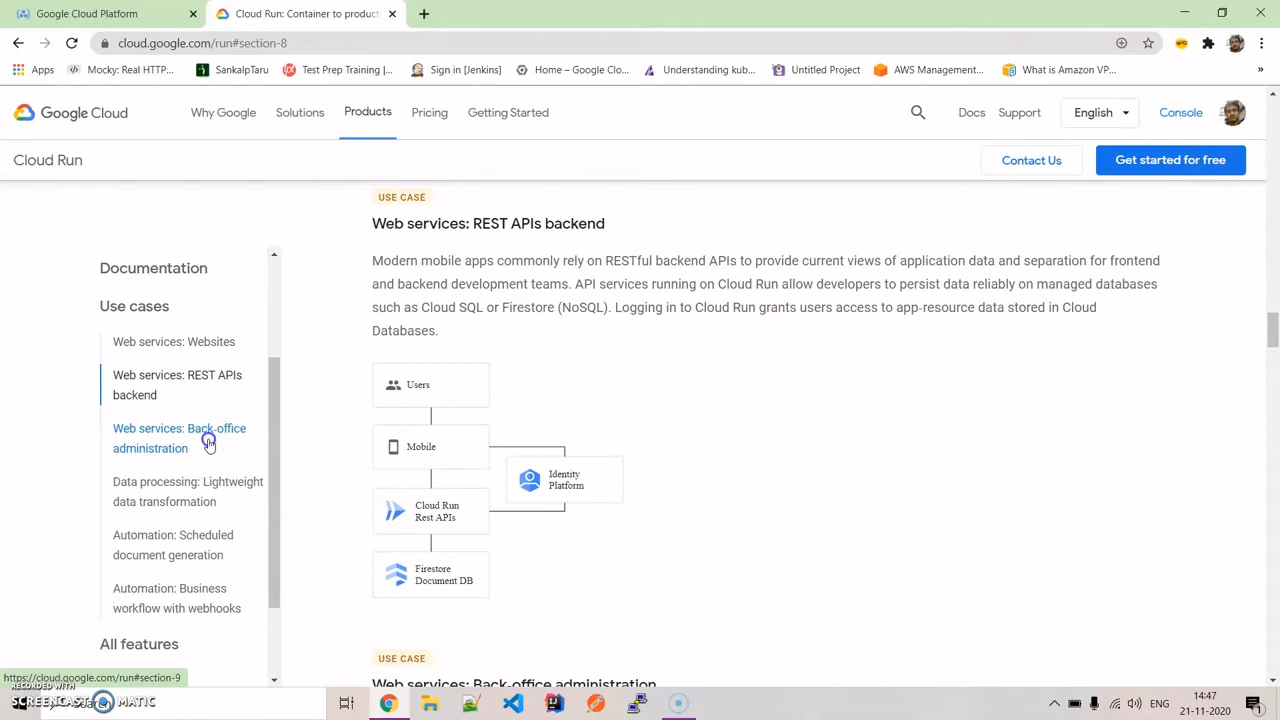 Google Cloud Platform
Cloud Run: Container to product
cloud.google.com/run#section-8
Apps
Mocky: Real HTTP...
SankalpTaru
Test Prep Training |...
Sign in [Jenkins]
Home – Google Clo...
Understanding kub...
Untitled Project
AWS Management...
What is Amazon VP...
»
Google Cloud
Why Google
Solutions
Products
Pricing
Getting Started
Docs
Support
English
Console
Cloud Run
Contact Us
Get started for free
Documentation
Use cases
Web services: Websites
Web services: REST APIs
backend
Web services: Back-office
administration
Data processing: Lightweight
data transformation
Automation: Scheduled
document generation
Automation: Business
workflow with webhooks
All features
USE CASE
Web services: REST APIs backend
Modern mobile apps commonly rely on RESTful backend APIs to provide current views of application data and separation for frontend
and backend development teams. API services running on Cloud Run allow developers to persist data reliably on managed databases
such as Cloud SQL or Firestore (NoSQL). Logging in to Cloud Run grants users access to app-resource data stored in Cloud
Databases.
Users
Mobile
Identity
Platform
Cloud Run
Rest APIs
Firestore
Document DB
USE CASE
Web services: Back-office administration
https://cloud.google.com/run#section-9
RECORDED WITH
SCREENCAST MATIC
ENG
14:47
21-11-2020